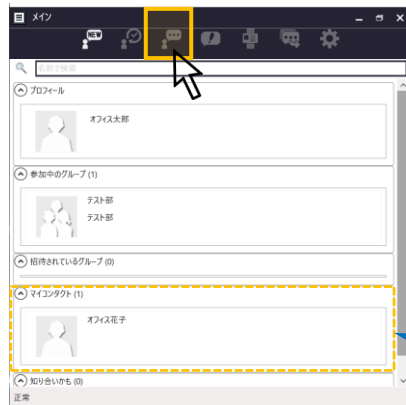 メイン
NEW
名前で検索
プロフィール
オフィス太郎
参加中のグループ (1)
テスト部
テスト部
招待されているグループ (0)
マイコンタクト (1)
オフィス花子
知り合いかも (0)
正常